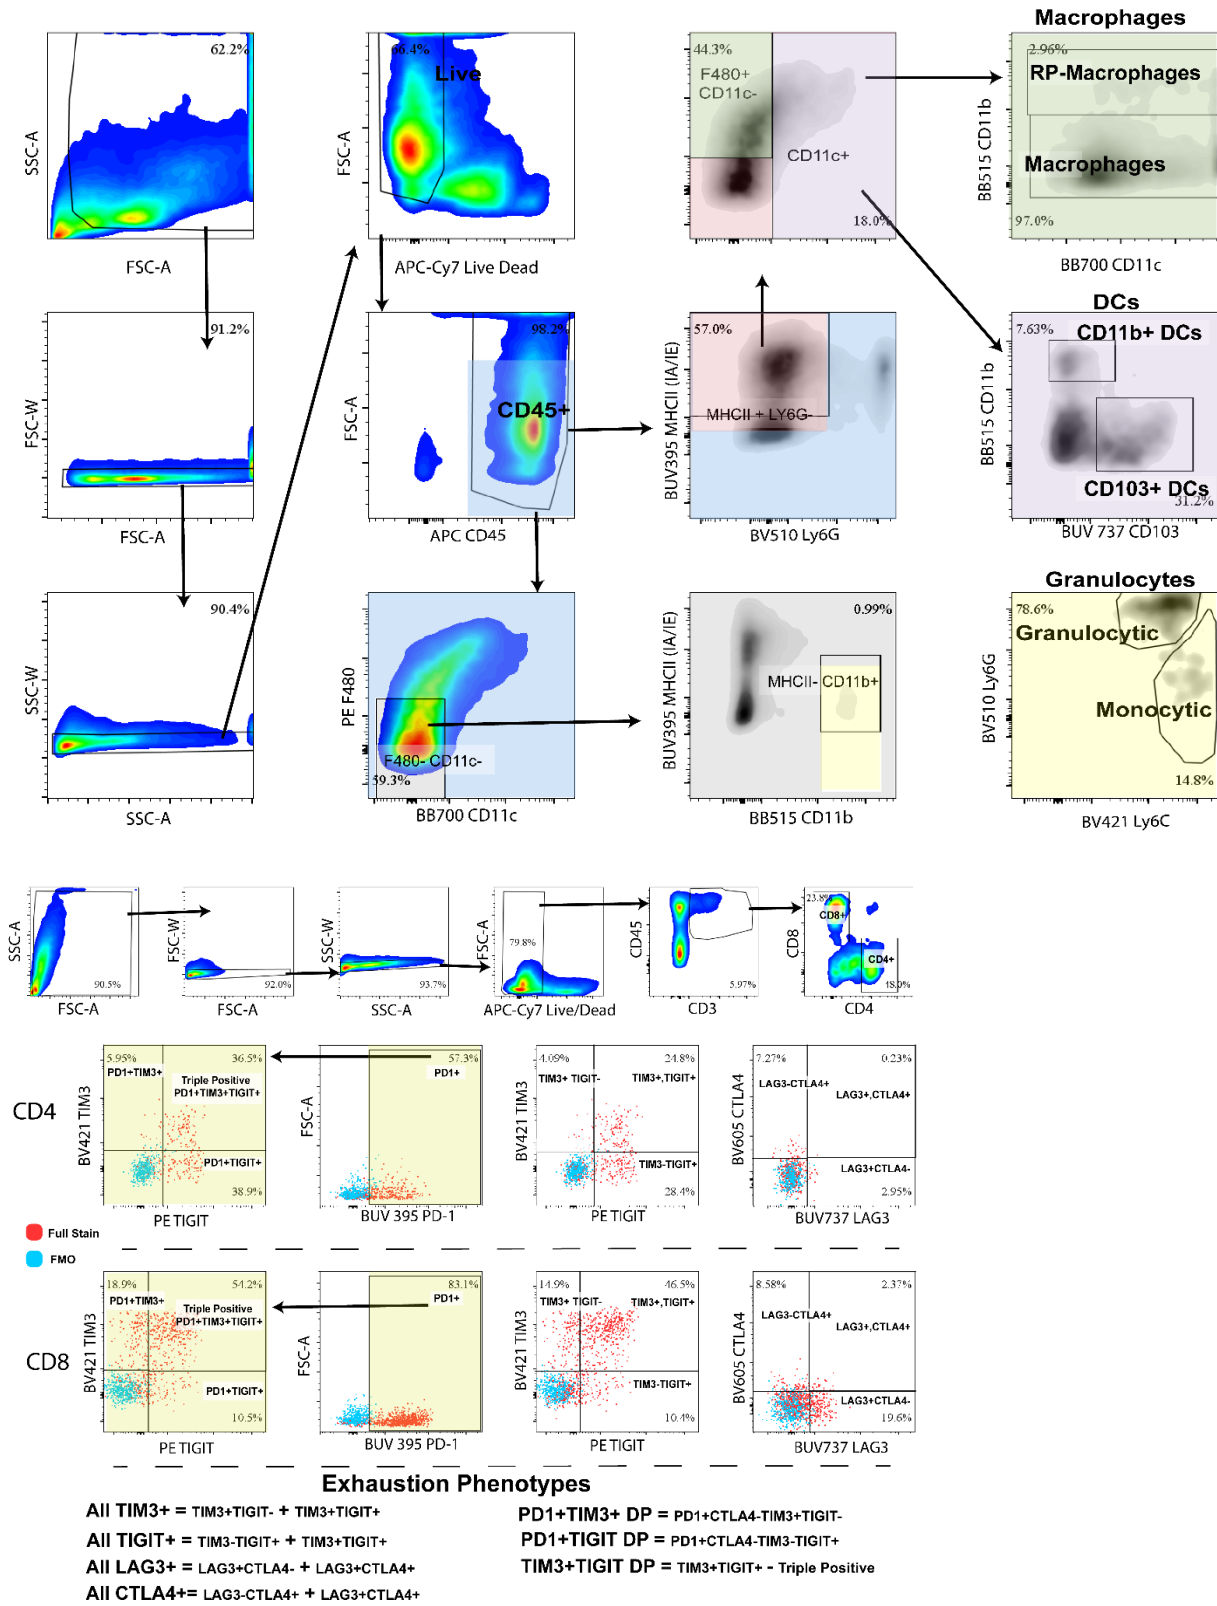 Macrophages
62.2%
SSC-A
FSC-A
66.4%
Live
FSC-A
APC-Cy7 Live Dead
44.3%
F480+
CD11c-
CD11c+
18.0%
2.96%
RP-Macrophages
Macrophages
97.0%
BB515 CD11b
BB700 CD11c
91.2%
FSC-W
FSC-A
98.2%
CD45+
FSC-A
APC CD45
57.0%
MHCII + LY6G-
BUV395 MHCII (IA/IE)
BV510 Ly6G
DCs
7.63%
CD11b+ DCs
CD103+ DCs
31.2%
BB515 CD11b
BUV 737 CD103
90.4%
SSC-W
SSC-A
PE F480
F480- CD11c-
59.3%
BB700 CD11c
0.99%
MHCII- CD11b+
BUV395 MHCII (IA/IE)
BB515 CD11b
Granulocytes
78.6%
Granulocytic
Monocytic
14.8%
BV510 Ly6G
BV421 Ly6C
SSC-A
90.5%
FSC-A
FSC-W
92.0%
FSC-A
SSC-W
93.7%
SSC-A
FSC-A
79.8%
APC-Cy7 Live/Dead
CD45
5.97%
CD3
CD8
23.8%
CD8+
CD4+
18.0%
CD4
CD4
5.95%
36.5%
PD1+TIM3+
Triple Positive
PD1+TIM3+TIGIT+
PD1+TIGIT+
38.9%
BV421 TIM3
PE TIGIT
57.3%
PD1+
FSC-A
BUV 395 PD-1
4.09%
24.8%
TIM3+ TIGIT-
TIM3+,TIGIT+
TIM3-TIGIT+
28.4%
BV421 TIM3
PE TIGIT
7.27%
0.23%
LAG3-CTLA4+
LAG3+,CTLA4+
LAG3+CTLA4-
2.95%
BV605 CTLA4
BUV737 LAG3
Full Stain
FMO
CD8
18.9%
54.2%
PD1+TIM3+
Triple Positive
PD1+TIM3+TIGIT+
PD1+TIGIT+
10.5%
BV421 TIM3
PE TIGIT
83.1%
PD1+
FSC-A
BUV 395 PD-1
14.9%
46.5%
TIM3+ TIGIT-
TIM3+,TIGIT+
TIM3-TIGIT+
10.4%
BV421 TIM3
PE TIGIT
8.58%
2.37%
LAG3-CTLA4+
LAG3+,CTLA4+
LAG3+CTLA4-
19.6%
BV605 CTLA4
BUV737 LAG3
Exhaustion Phenotypes
All TIM3+ = TIM3+TIGIT- + TIM3+TIGIT+
All TIGIT+ = TIM3-TIGIT+ + TIM3+TIGIT+
All LAG3+ = LAG3+CTLA4- + LAG3+CTLA4+
All CTLA4+= LAG3-CTLA4+ + LAG3+CTLA4+
PD1+TIM3+ DP = PD1+CTLA4-TIM3+TIGIT-
PD1+TIGIT DP = PD1+CTLA4-TIM3-TIGIT+
TIM3+TIGIT DP = TIM3+TIGIT+ - Triple Positive